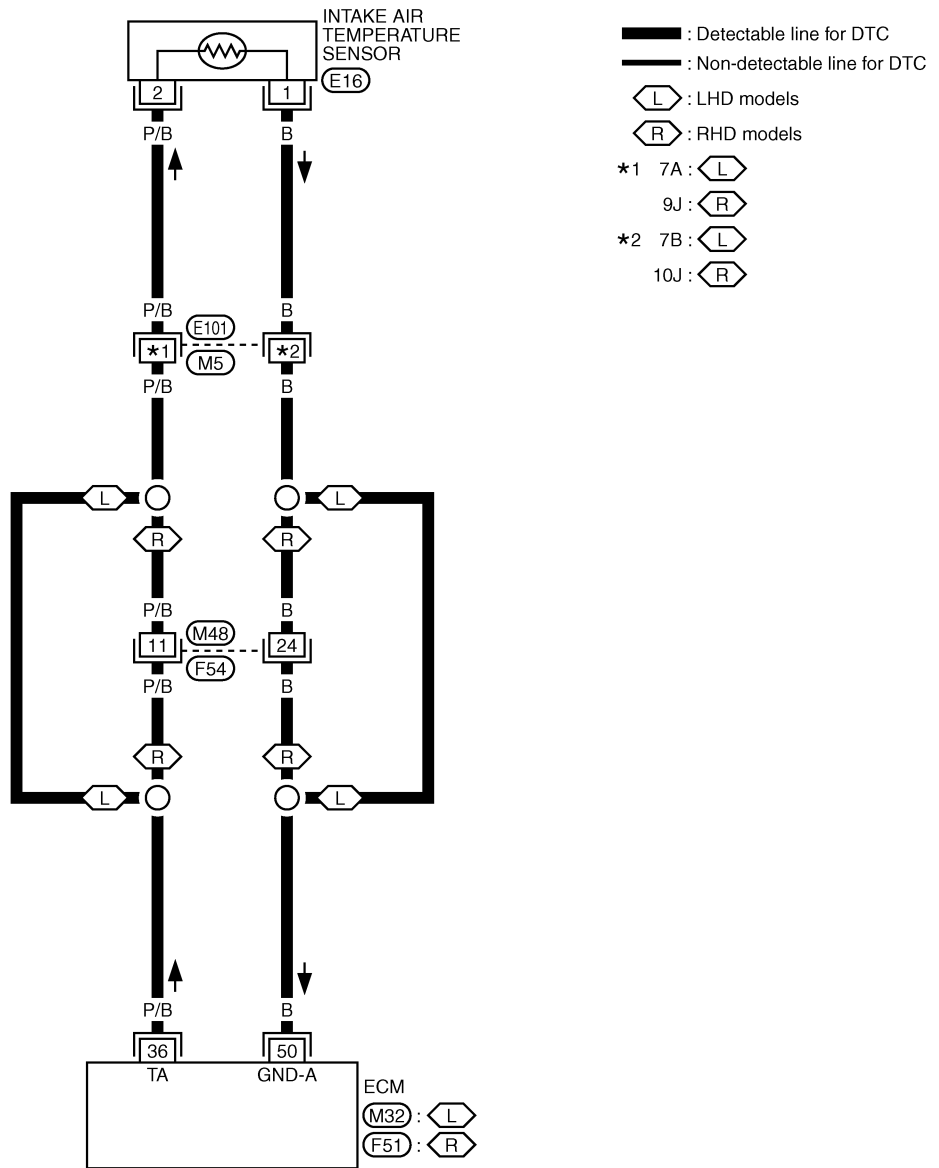 INTAKE AIR
TEMPERATURE
SENSOR
E16
2 1
P/B B
P/B B
*1 E101 *2
M5
P/B B
L L
R R
P/B B
11 M48 24
F54
P/B B
R R
L L
P/B B
36 50
TA GND-A
ECM
M32 : L
F51 : R
: Detectable line for DTC
: Non-detectable line for DTC
L : LHD models
R : RHD models
*1 7A : L
9J : R
*2 7B : L
10J : R